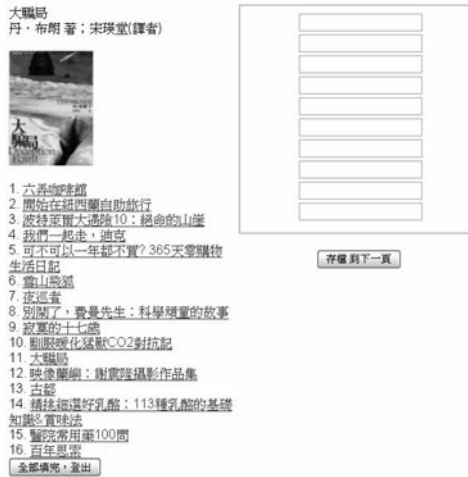 大騙局
丹‧布朗 著；宋瑛堂(譯者)
大
騙局
Deception
Point
1. 六弄咖啡館
2. 開始在紐西蘭自助旅行
3. 波特萊爾大遇險10：絕命的山崖
4. 我們一起走，迪克
5. 可不可以一年都不買? 365天零購物
生活日記
6. 雪山飛狐
7. 夜巡者
8. 別鬧了，費曼先生：科學頑童的故事
9. 寂寞的十七歲
10. 馴服暖化猛獸CO2對抗記
11. 大騙局
12. 映像蘭嶼：謝震隆攝影作品集
13. 古都
14. 精挑細選好乳酪：113種乳酪的基礎
知識&賞味法
15. 醫院常用藥100問
16. 百年思索
全部填完，登出
存檔 到下一頁